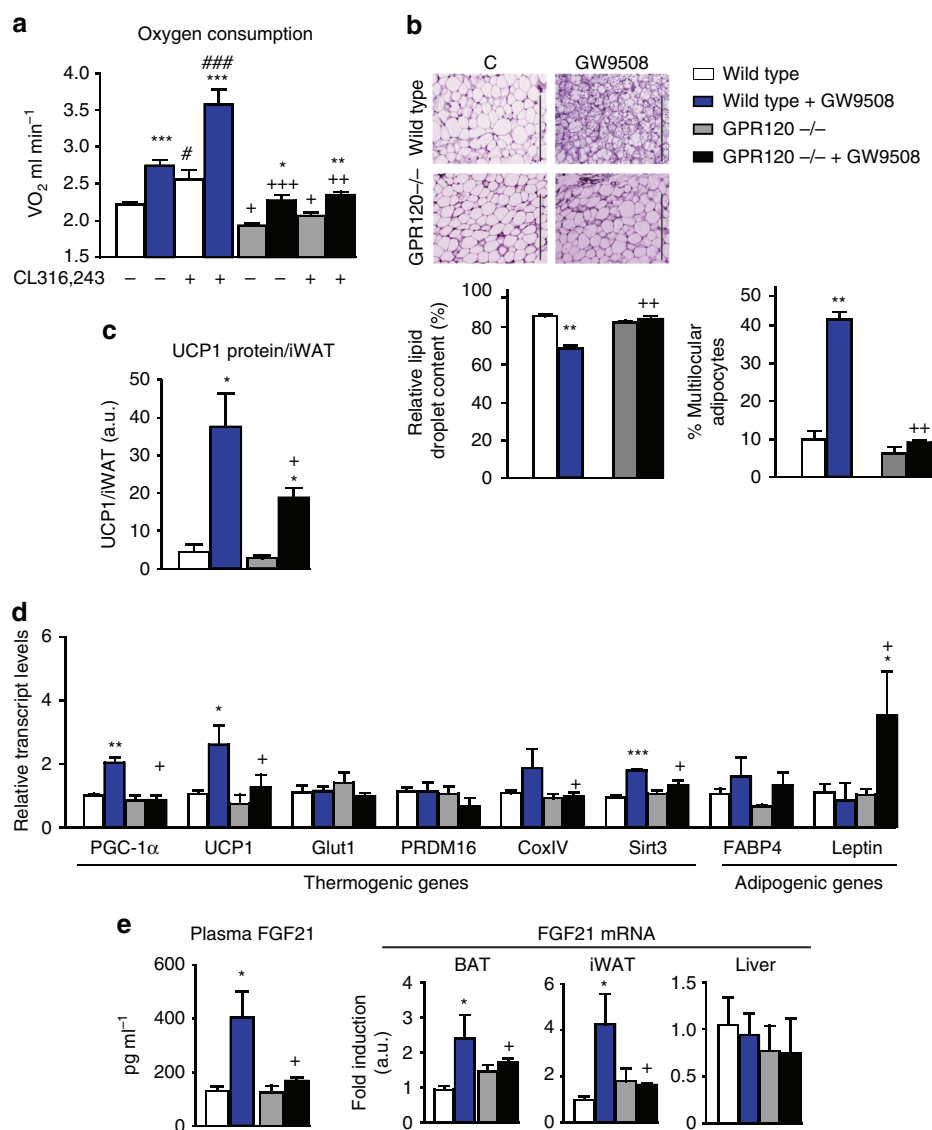 a
Oxygen consumption
VO2 ml min−1
4.0
3.5
3.0
2.5
2.0
1.5
***
#
###
***
+
*
+++
+
**
++
CL316,243 − − + + − − + +
b
C GW9508
Wild type
GPR120−/−
Wild type
Wild type + GW9508
GPR120 −/−
GPR120 −/− + GW9508
Relative lipid
droplet content (%)
100
80
60
40
20
0
**
++
% Multilocular
adipocytes
50
40
30
20
10
0
**
++
c
UCP1 protein/iWAT
UCP1/iWAT (a.u.)
50
40
30
20
10
0
*
+
*
d
Relative transcript levels
6
4
2
0
**
+
*
+
+
***
+
+
*
PGC-1α UCP1 Glut1 PRDM16 CoxIV Sirt3 FABP4 Leptin
Thermogenic genes Adipogenic genes
e
Plasma FGF21
pg ml−1
600
400
200
0
*
+
FGF21 mRNA
BAT iWAT Liver
Fold induction
(a.u.)
4
3
2
1
0
*
+
6
4
2
0
*
+
1.5
1.0
0.5
0